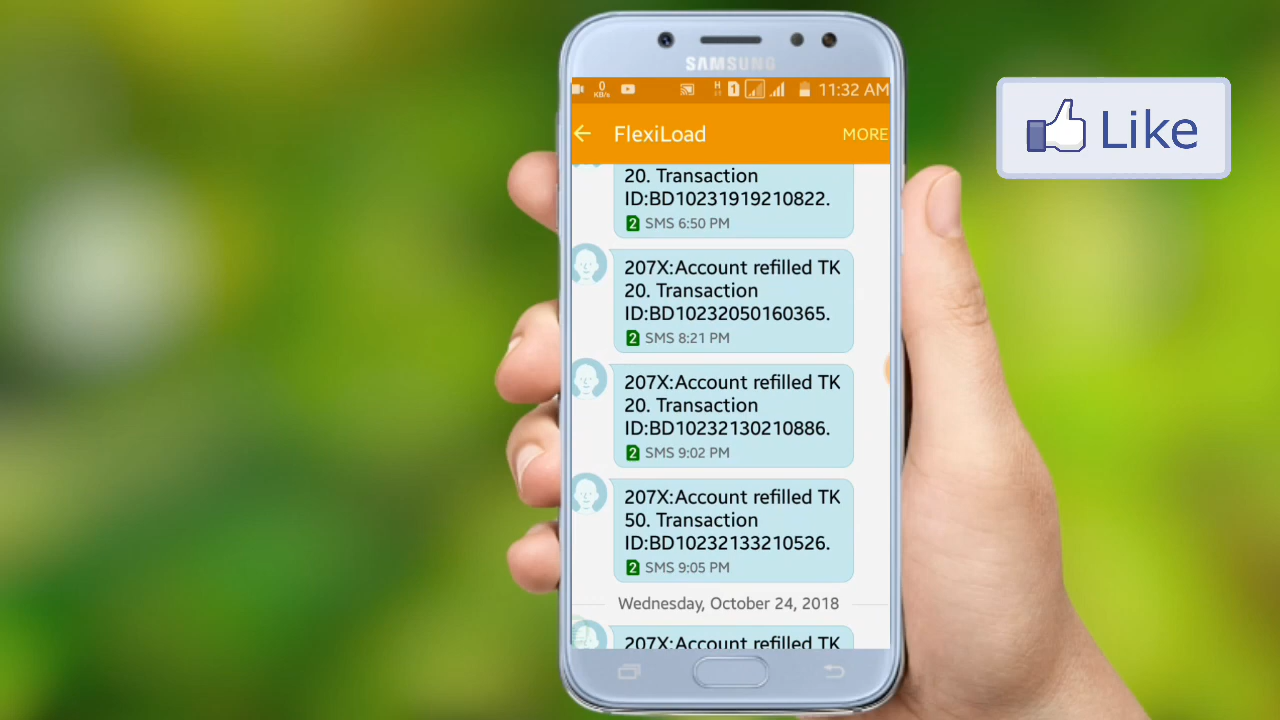 SAMSUNG
0
KB/s
H
1
11:32 AM
FlexiLoad
MORE
20. Transaction
ID:BD10231919210822.
2 SMS 6:50 PM
207X:Account refilled TK
20. Transaction
ID:BD10232050160365.
2 SMS 8:21 PM
207X:Account refilled TK
20. Transaction
ID:BD10232130210886.
2 SMS 9:02 PM
207X:Account refilled TK
50. Transaction
ID:BD10232133210526.
2 SMS 9:05 PM
Wednesday, October 24, 2018
207X:Account refilled TK
Like